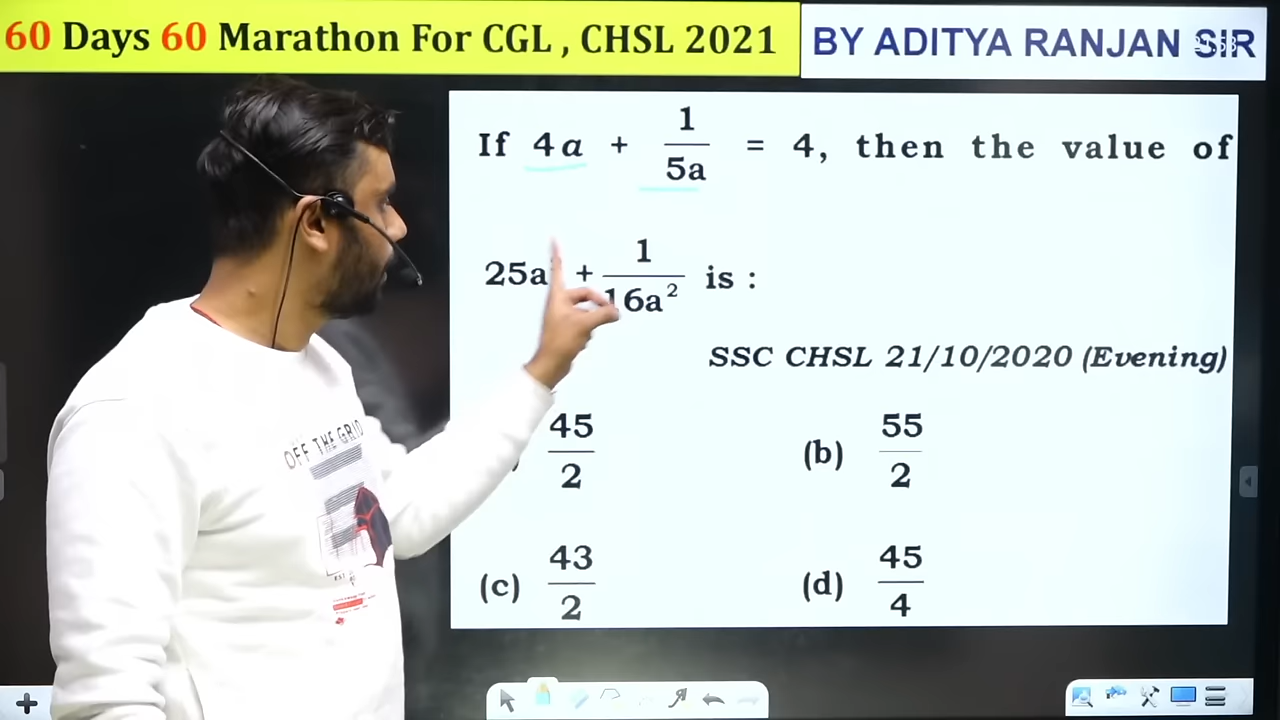 60 Days 60 Marathon For CGL , CHSL 2021
BY ADITYA RANJAN SIR
If 4a + 1/5a = 4, then the value of
25a + 1/16a² is :
SSC CHSL 21/10/2020 (Evening)
45/2
(b) 55/2
(c) 43/2
(d) 45/4
OFF THE GRID